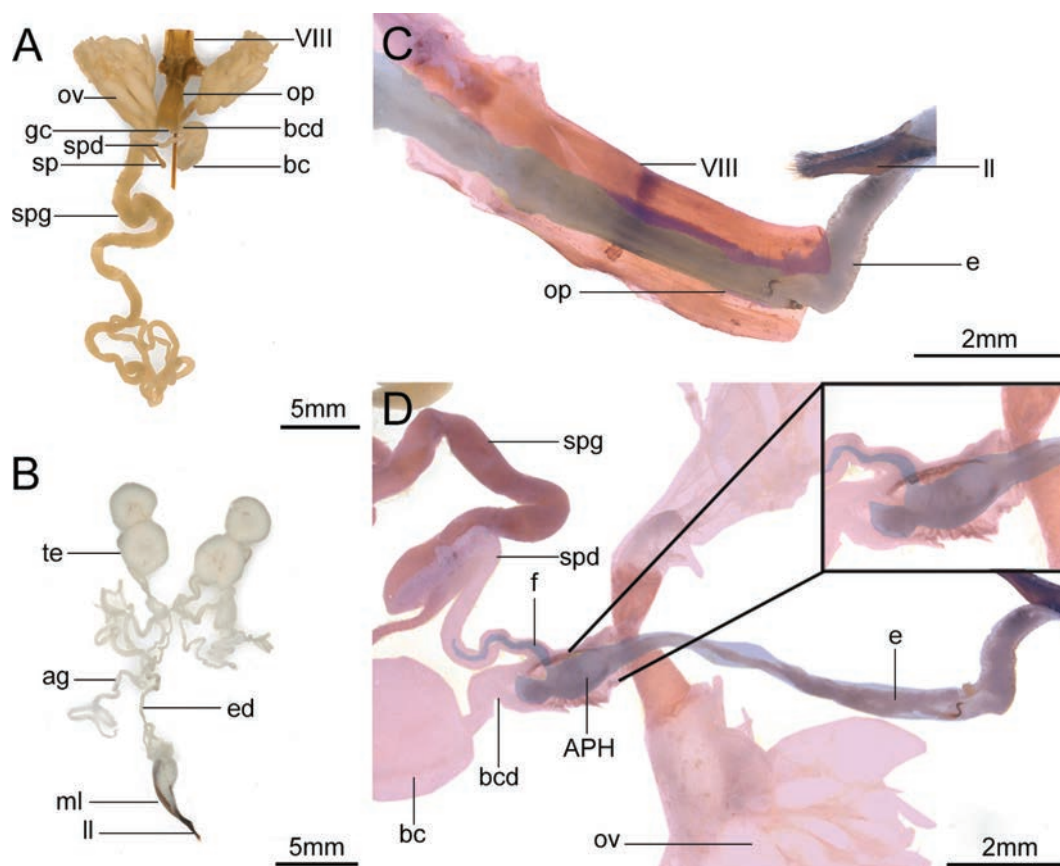 A
VIII
ov
op
gc
bcd
spd
sp
bc
spg
5mm
B
te
ag
ed
ml
ll
5mm
C
VIII
ll
e
op
2mm
D
spg
spd
f
e
APH
bcd
bc
ov
2mm